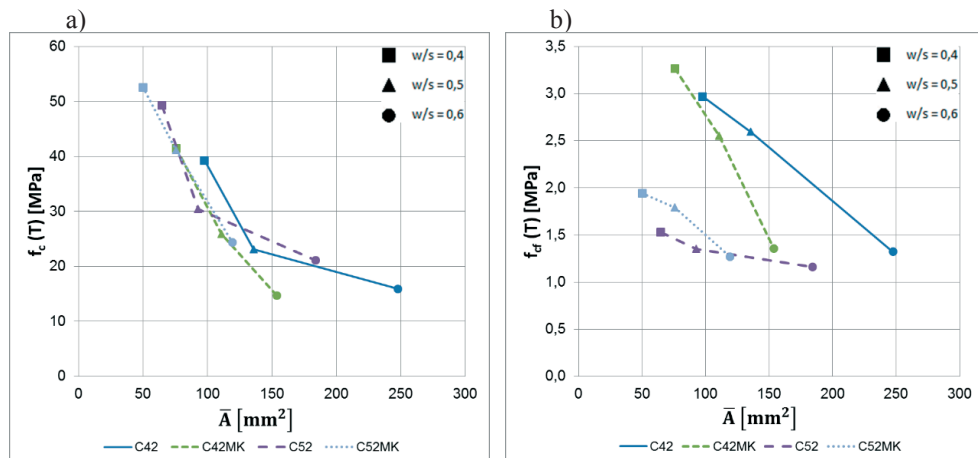 a)
60
50
40
30
20
10
0
f_c (T) [MPa]
0 50 100 150 200 250 300
A̅ [mm²]
w/s = 0,4
w/s = 0,5
w/s = 0,6
C42 C42MK C52 C52MK
b)
3,5
3,0
2,5
2,0
1,5
1,0
0,5
0,0
f_cf (T) [MPa]
0 50 100 150 200 250 300
A̅ [mm²]
w/s = 0,4
w/s = 0,5
w/s = 0,6
C42 C42MK C52 C52MK